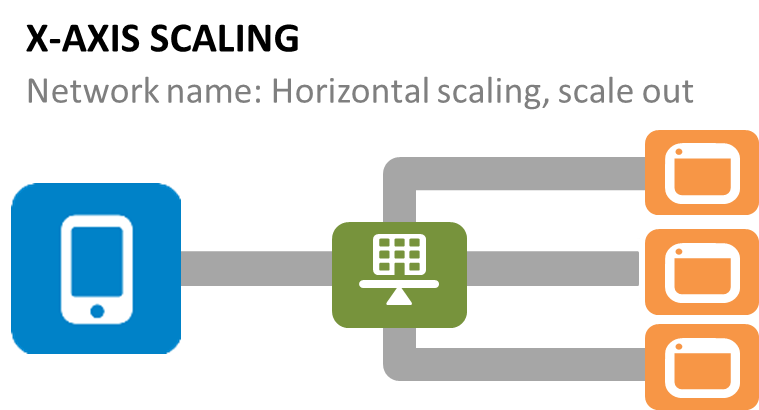 X-AXIS SCALING
Network name: Horizontal scaling, scale out